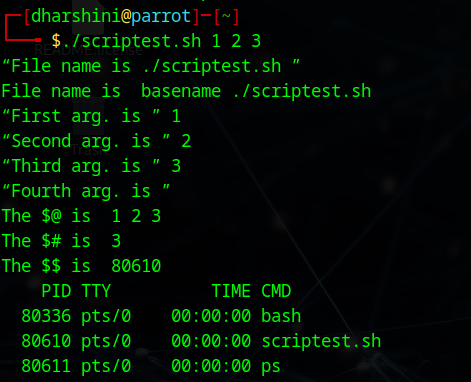 ┌─[dharshini@parrot]─[~]
└──╼ $./scriptest.sh 1 2 3
“File name is ./scriptest.sh ”
File name is  basename ./scriptest.sh
“First arg. is ” 1
“Second arg. is ” 2
“Third arg. is ” 3
“Fourth arg. is ”
The $@ is  1 2 3
The $# is  3
The $$ is  80610
    PID TTY          TIME CMD
  80336 pts/0    00:00:00 bash
  80610 pts/0    00:00:00 scriptest.sh
  80611 pts/0    00:00:00 ps